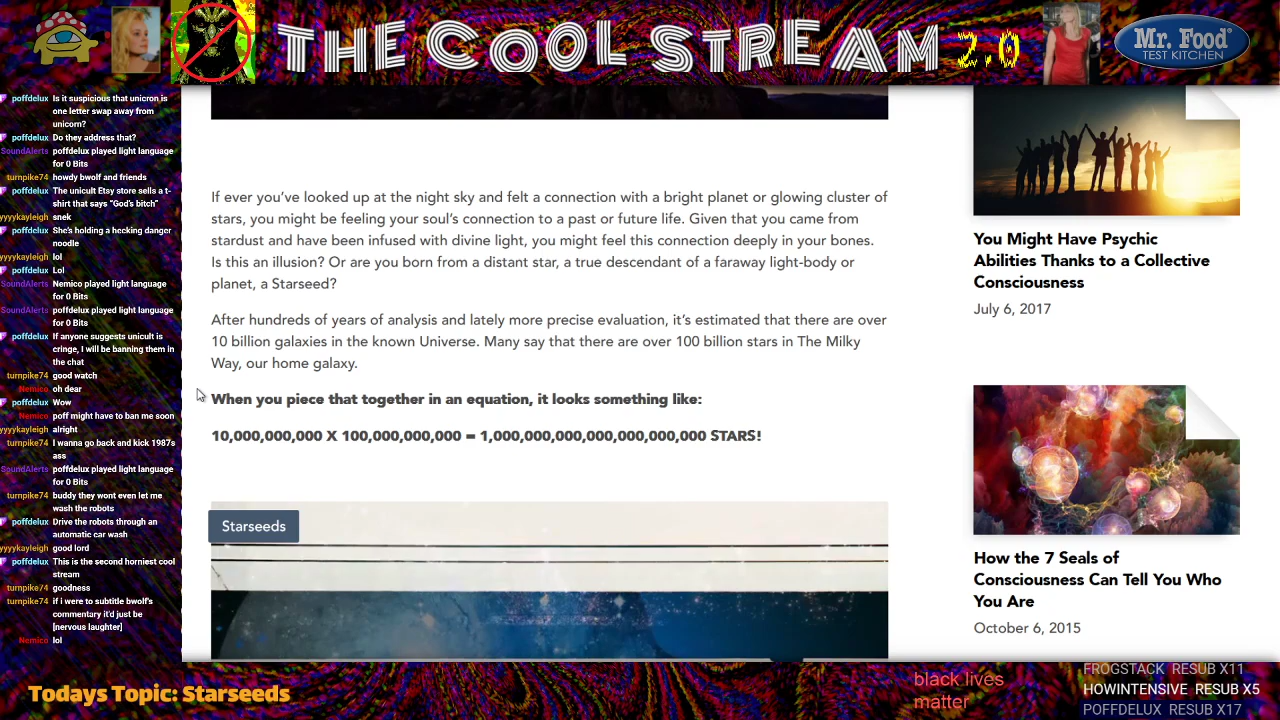 THE COOL STREAM 2.0
Mr. Food
TEST KITCHEN
poffdelux Is it suspicious that unicron is
one letter swap away from
unicorn?
poffdelux Do they address that?
SoundAlerts poffdelux played light language
for 0 Bits
turnpike74 howdy bwolf and friends
poffdelux The unicult Etsy store sells a t-
shirt that says "God's bitch"
yyyykayleigh snek
poffdelux She's holding a hecking danger
noodle
yyyykayleigh lol
poffdelux Lol
SoundAlerts Nemico played light language
for 0 Bits
SoundAlerts poffdelux played light language
for 0 Bits
poffdelux If anyone suggests unicult is
cringe, I will be banning them in
the chat
turnpike74 good watch
Nemico oh dear
poffdelux Wow
Nemico poff might have to ban me soon
yyyykayleigh alright
turnpike74 I wanna go back and kick 1987s
ass
SoundAlerts poffdelux played light language
for 0 Bits
turnpike74 buddy they wont even let me
wash the robots
poffdelux Drive the robots through an
automatic car wash
yyyykayleigh good lord
poffdelux This is the second horniest cool
stream
turnpike74 goodness
turnpike74 if i were to subtitle bwolf's
commentary it'd just be
[nervous laughter]
Nemico lol
If ever you've looked up at the night sky and felt a connection with a bright planet or glowing cluster of
stars, you might be feeling your soul's connection to a past or future life. Given that you came from
stardust and have been infused with divine light, you might feel this connection deeply in your bones.
Is this an illusion? Or are you born from a distant star, a true descendant of a faraway light-body or
planet, a Starseed?
After hundreds of years of analysis and lately more precise evaluation, it's estimated that there are over
10 billion galaxies in the known Universe. Many say that there are over 100 billion stars in The Milky
Way, our home galaxy.
When you piece that together in an equation, it looks something like:
10,000,000,000 X 100,000,000,000 = 1,000,000,000,000,000,000,000 STARS!
Starseeds
You Might Have Psychic
Abilities Thanks to a Collective
Consciousness
July 6, 2017
How the 7 Seals of
Consciousness Can Tell You Who
You Are
October 6, 2015
Todays Topic: Starseeds
black lives
matter
FROGSTACK RESUB X11
HOWINTENSIVE RESUB X5
POFFDELUX RESUB X17